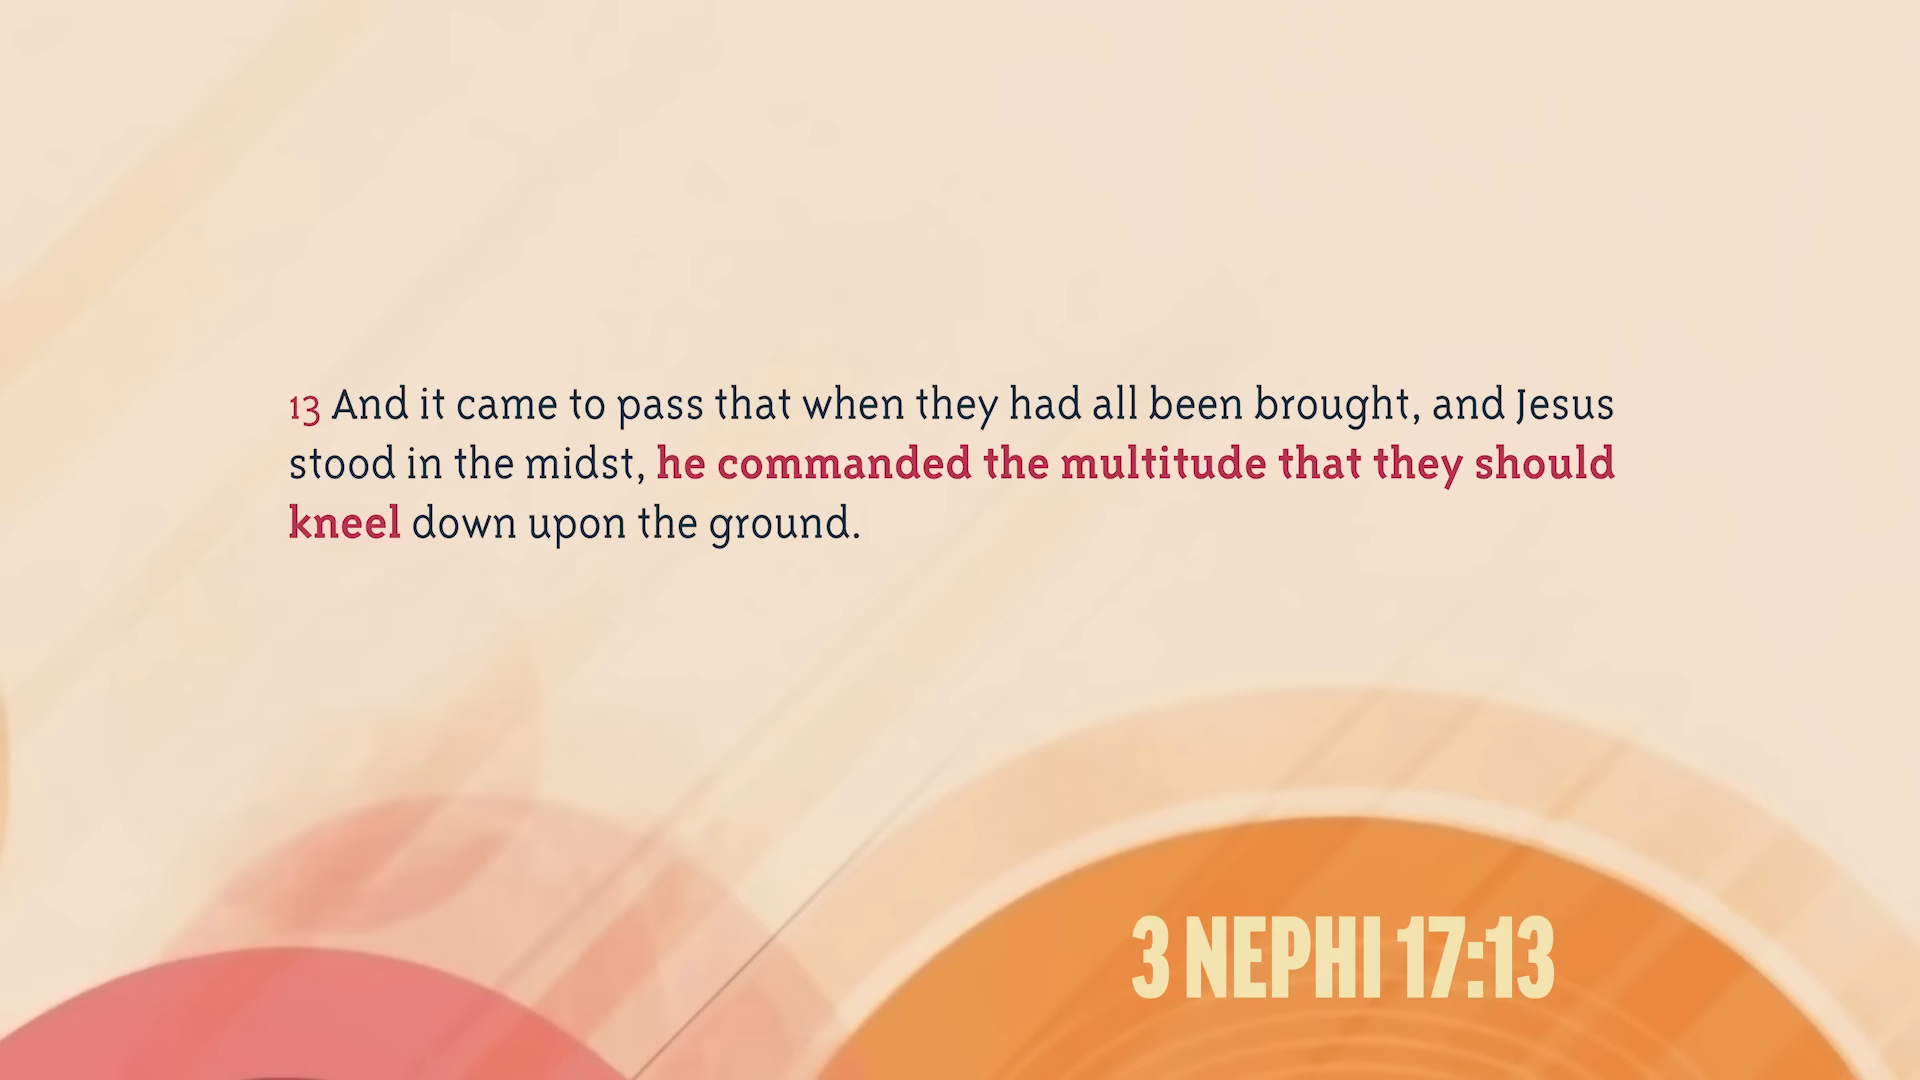 13 And it came to pass that when they had all been brought, and Jesus
stood in the midst, he commanded the multitude that they should
kneel down upon the ground.
3 NEPHI 17:13